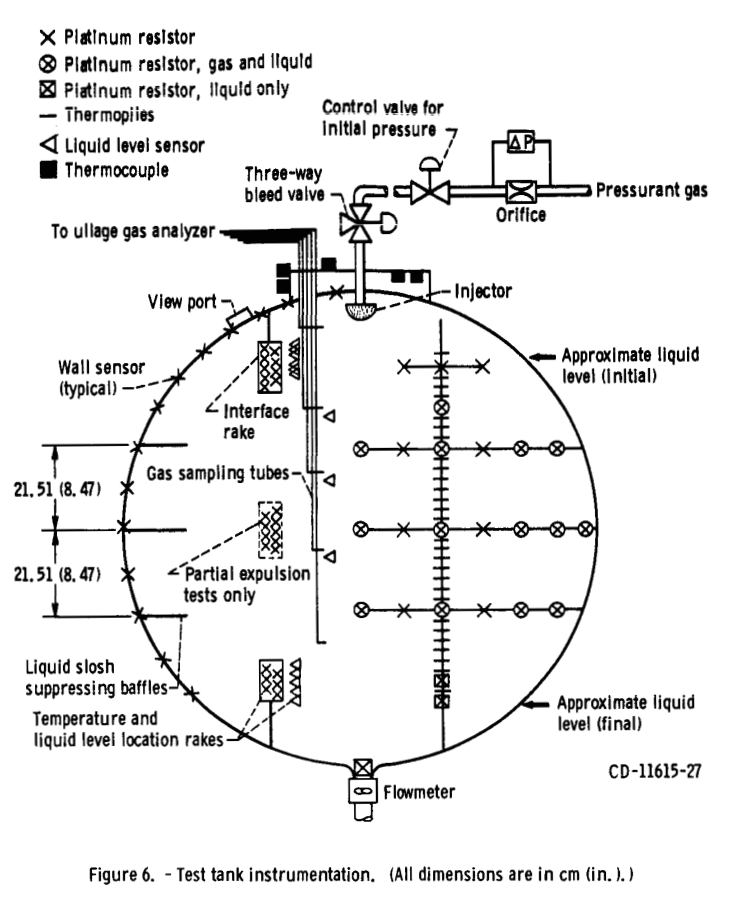 Platinum resistor
Platinum resistor, gas and liquid
Platinum resistor, liquid only
Thermopiles
Liquid level sensor
Thermocouple
Control valve for
initial pressure
ΔP
Three-way
bleed valve
Pressurant gas
Orifice
To ullage gas analyzer
View port
Injector
Wall sensor
(typical)
Approximate liquid
level (initial)
Interface
rake
Gas sampling tubes
21.51 (8.47)
21.51 (8.47)
Partial expulsion
tests only
Liquid slosh
suppressing baffles
Temperature and
liquid level location rakes
Approximate liquid
level (final)
CD-11615-27
Flowmeter
Figure 6. - Test tank instrumentation. (All dimensions are in cm (in.).)